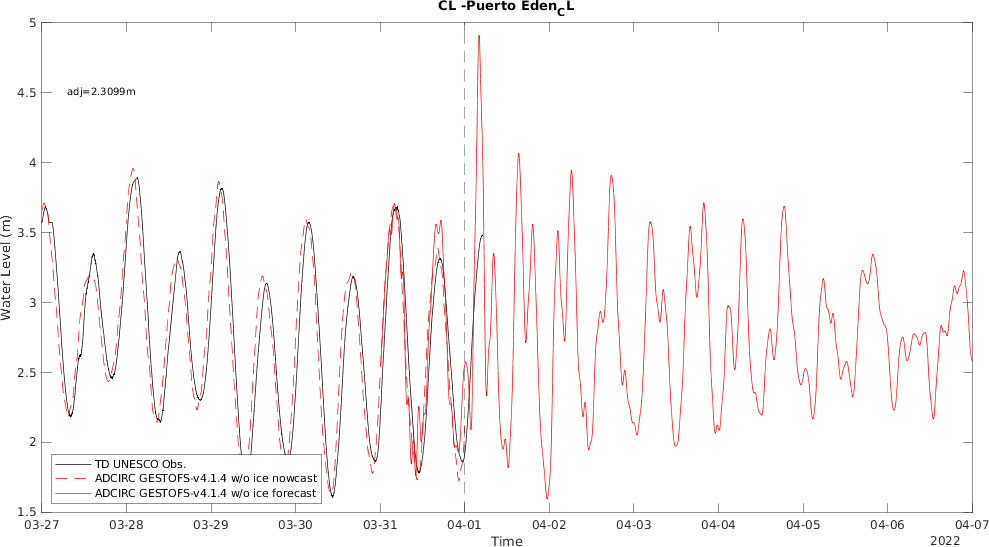 CL -Puerto Eden_CL
5
4.5
4
3.5
3
2.5
2
1.5
Water Level (m)
adj=2.3099m
TD UNESCO Obs.
ADCIRC GESTOFS-v4.1.4 w/o ice nowcast
ADCIRC GESTOFS-v4.1.4 w/o ice forecast
03-27 03-28 03-29 03-30 03-31 04-01 04-02 04-03 04-04 04-05 04-06 04-07
Time
2022